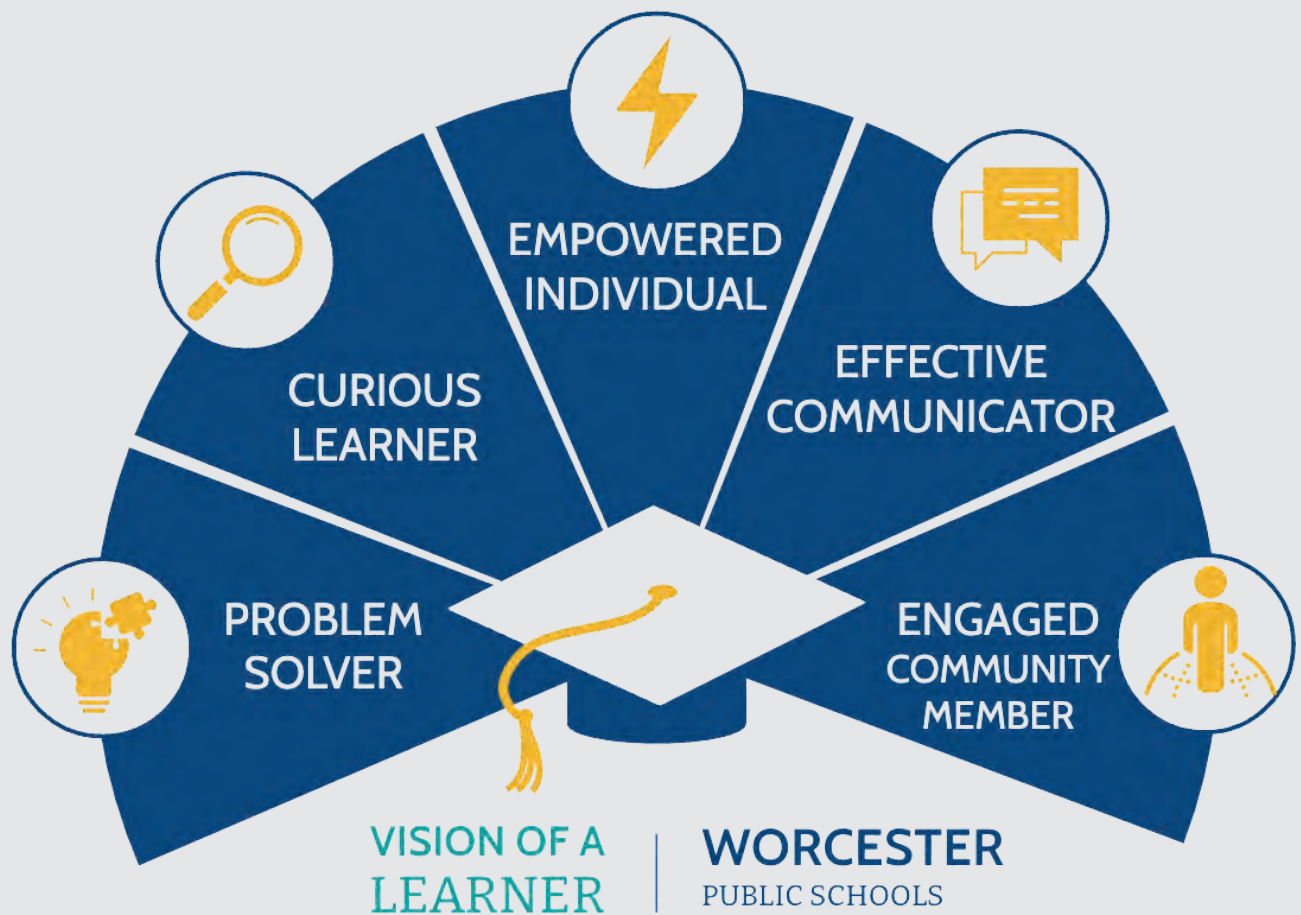 EMPOWERED
INDIVIDUAL
CURIOUS
LEARNER
EFFECTIVE
COMMUNICATOR
PROBLEM
SOLVER
ENGAGED
COMMUNITY
MEMBER
VISION OF A
LEARNER
WORCESTER
PUBLIC SCHOOLS